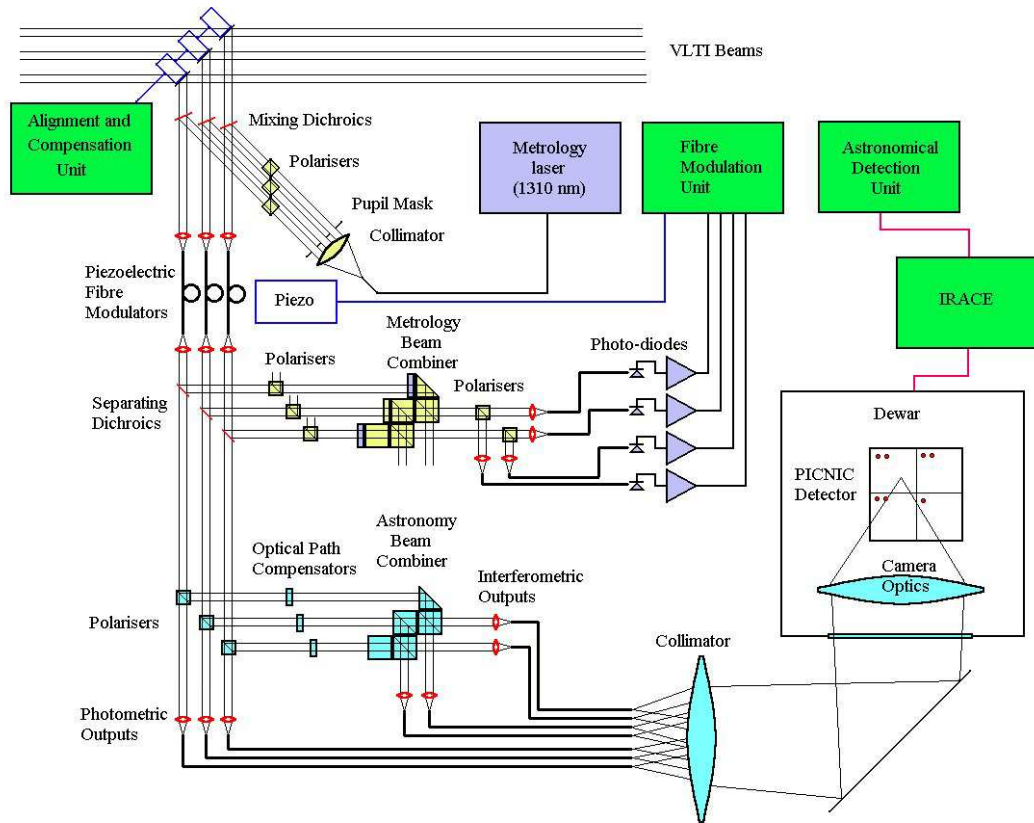 VLTI Beams
Alignment and
Compensation
Unit
Mixing Dichroics
Polarisers
Pupil Mask
Collimator
Metrology
laser
(1310 nm)
Fibre
Modulation
Unit
Astronomical
Detection
Unit
IRACE
Piezoelectric
Fibre
Modulators
Piezo
Metrology
Beam
Combiner
Photo-diodes
Polarisers
Polarisers
Separating
Dichroics
Dewar
PICNIC
Detector
Camera
Optics
Astronomy
Beam
Combiner
Optical Path
Compensators
Interferometric
Outputs
Polarisers
Collimator
Photometric
Outputs